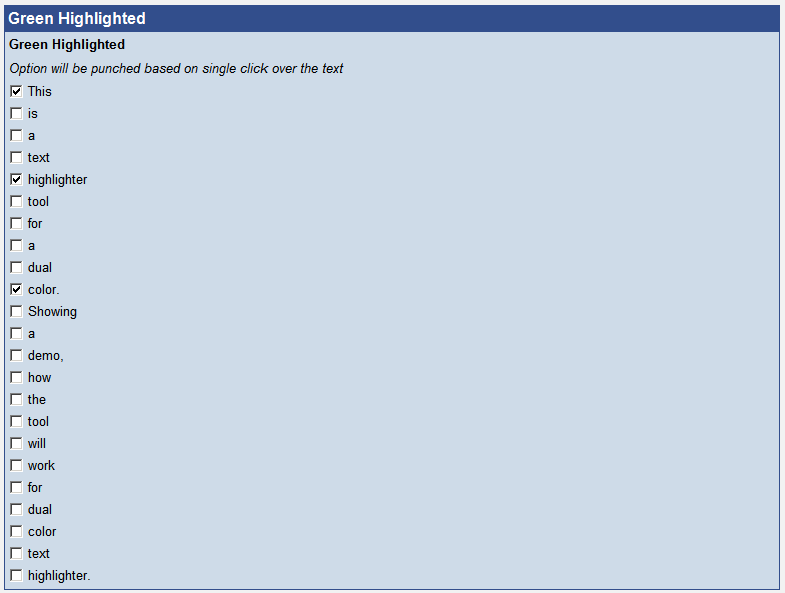 Green Highlighted
Green Highlighted
Option will be punched based on single click over the text
This
is
a
text
highlighter
tool
for
a
dual
color.
Showing
a
demo,
how
the
tool
will
work
for
dual
color
text
highlighter.